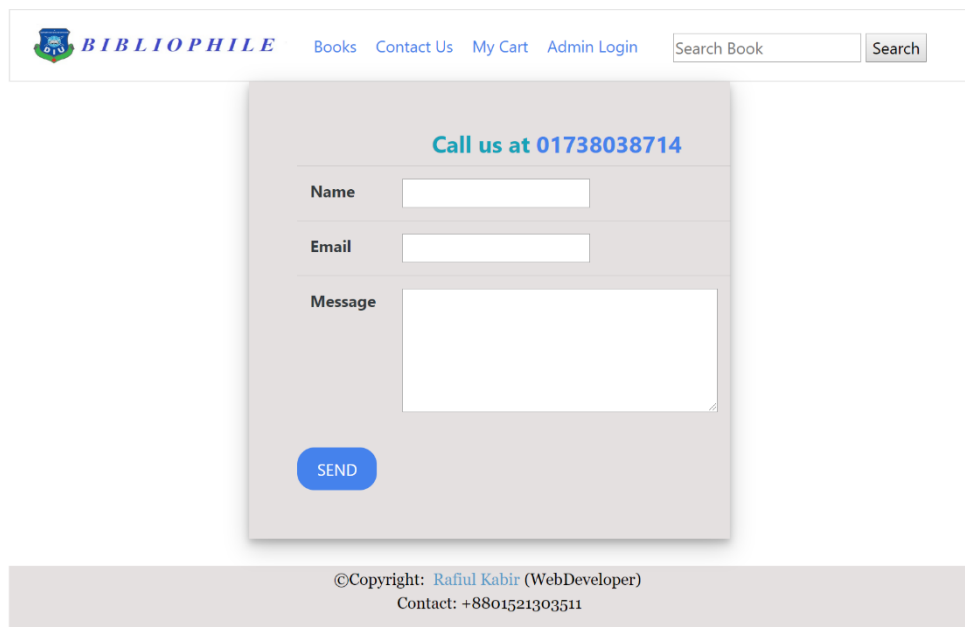 DIU BIBLIOPHILE Books Contact Us My Cart Admin Login Search Book Search
Call us at 01738038714
Name
Email
Message
SEND
©Copyright: Rafiul Kabir (WebDeveloper)
Contact: +8801521303511